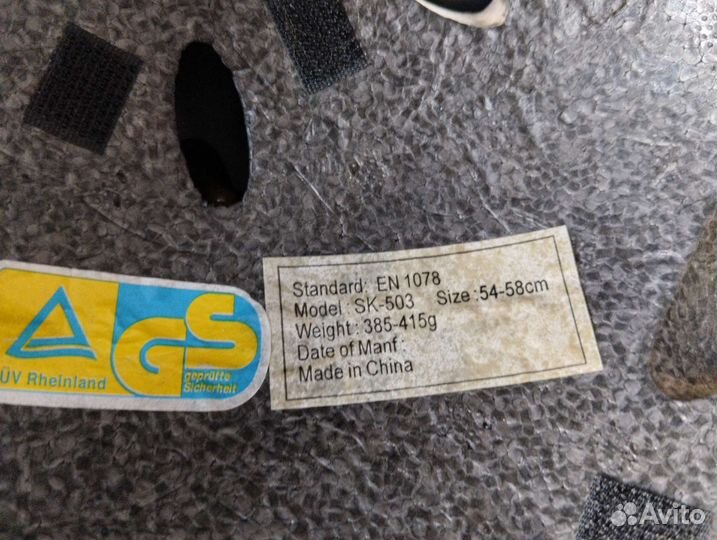 Standard: EN 1078
Model: SK-503 Size:54-58cm
Weight: 385-415g
Date of Manf:
Made in China
ÜV Rheinland
GS
geprüfte
Sicherheit
Avito